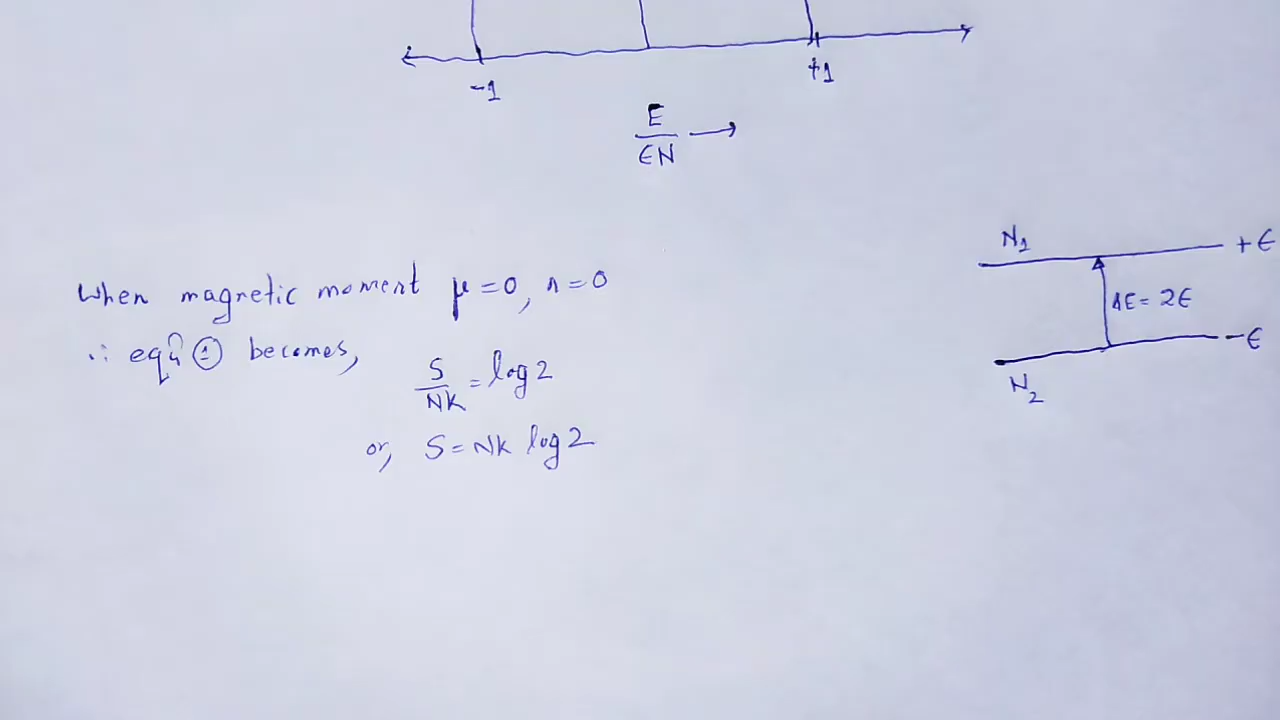 -1
+1
E/ϵN →
When magnetic moment μ = 0, n = 0
∴ eqn ① becomes,
S/NK = log 2
or, S = NK log 2
N₁
+ϵ
ΔE = 2ϵ
-ϵ
N₂